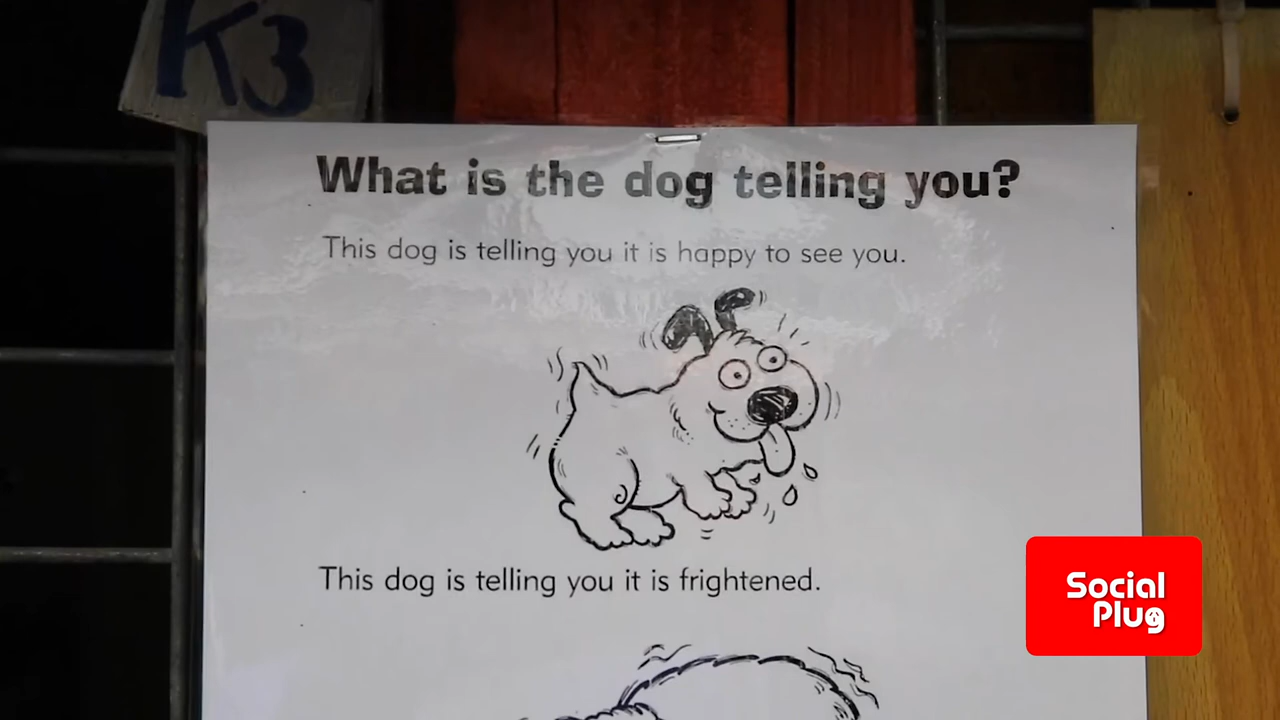 K3
What is the dog telling you?
This dog is telling you it is happy to see you.
This dog is telling you it is frightened.
Social
Plug